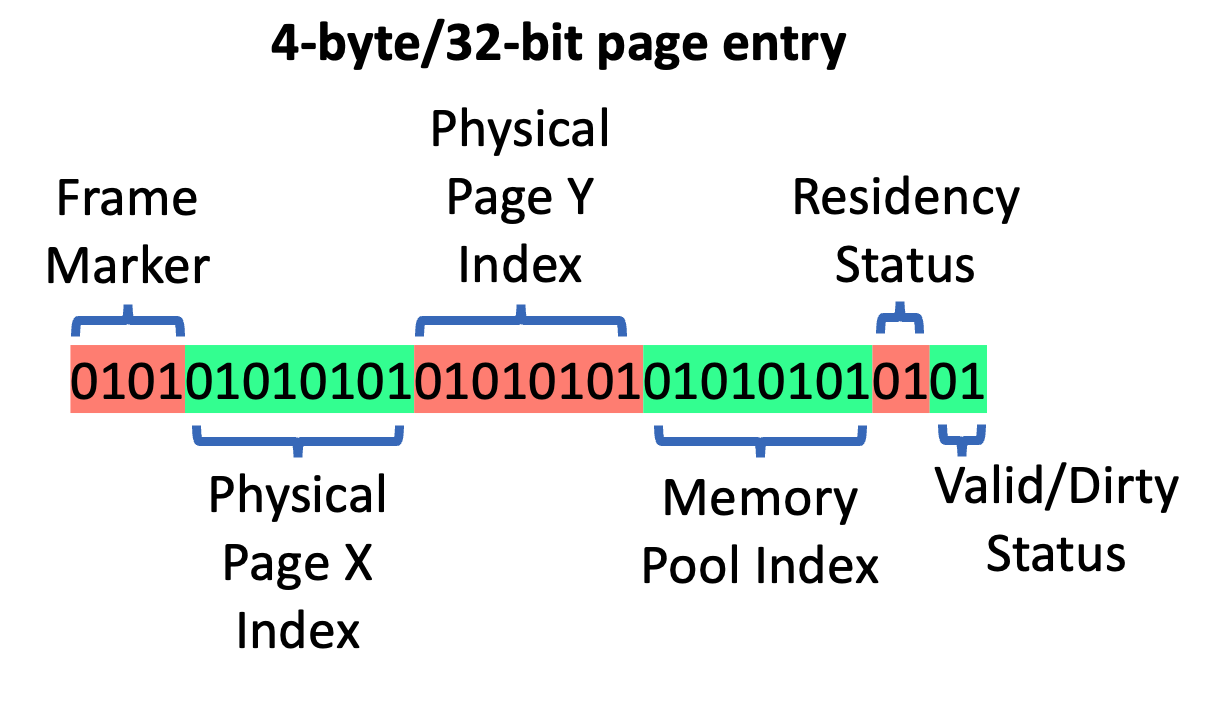 4-byte/32-bit page entry
Frame
Marker
Physical
Page Y
Index
Residency
Status
01010101010101010101010101010101
Physical
Page X
Index
Memory
Pool Index
Valid/Dirty
Status